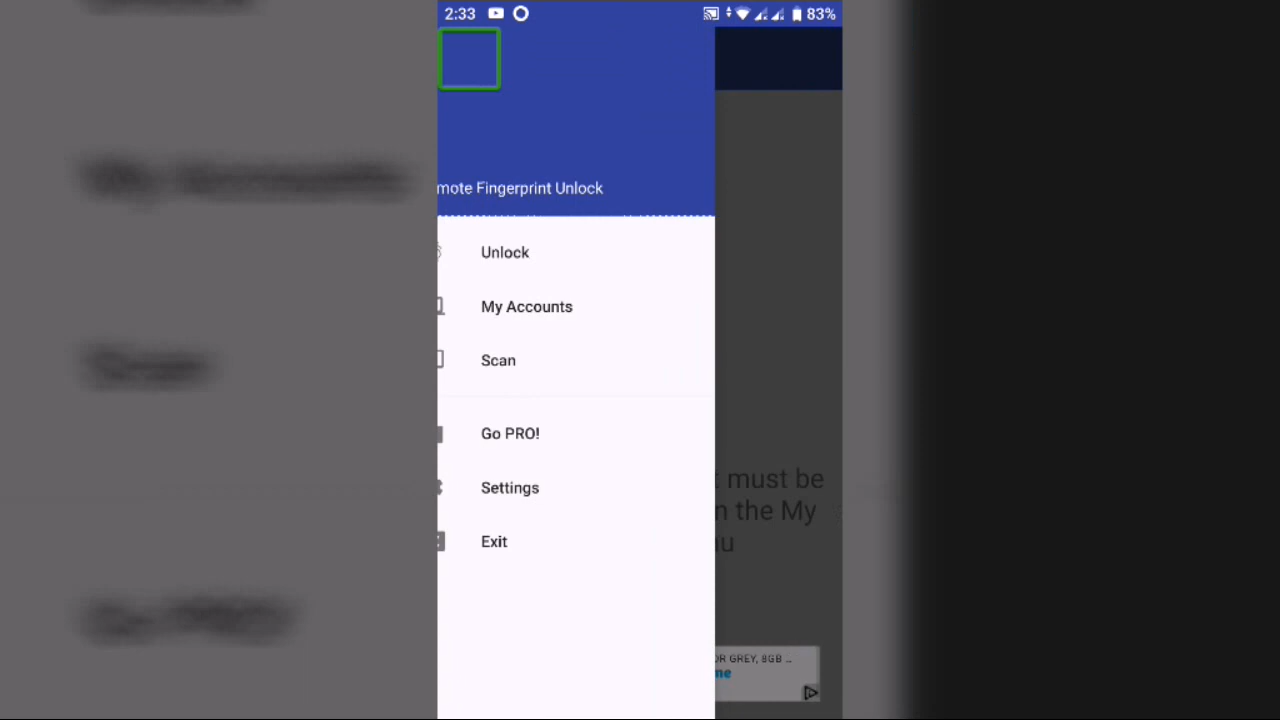 2:33
83%
mote Fingerprint Unlock
Unlock
My Accounts
Scan
Go PRO!
Settings
Exit
must be
the My
OR GREY, 8GB ...